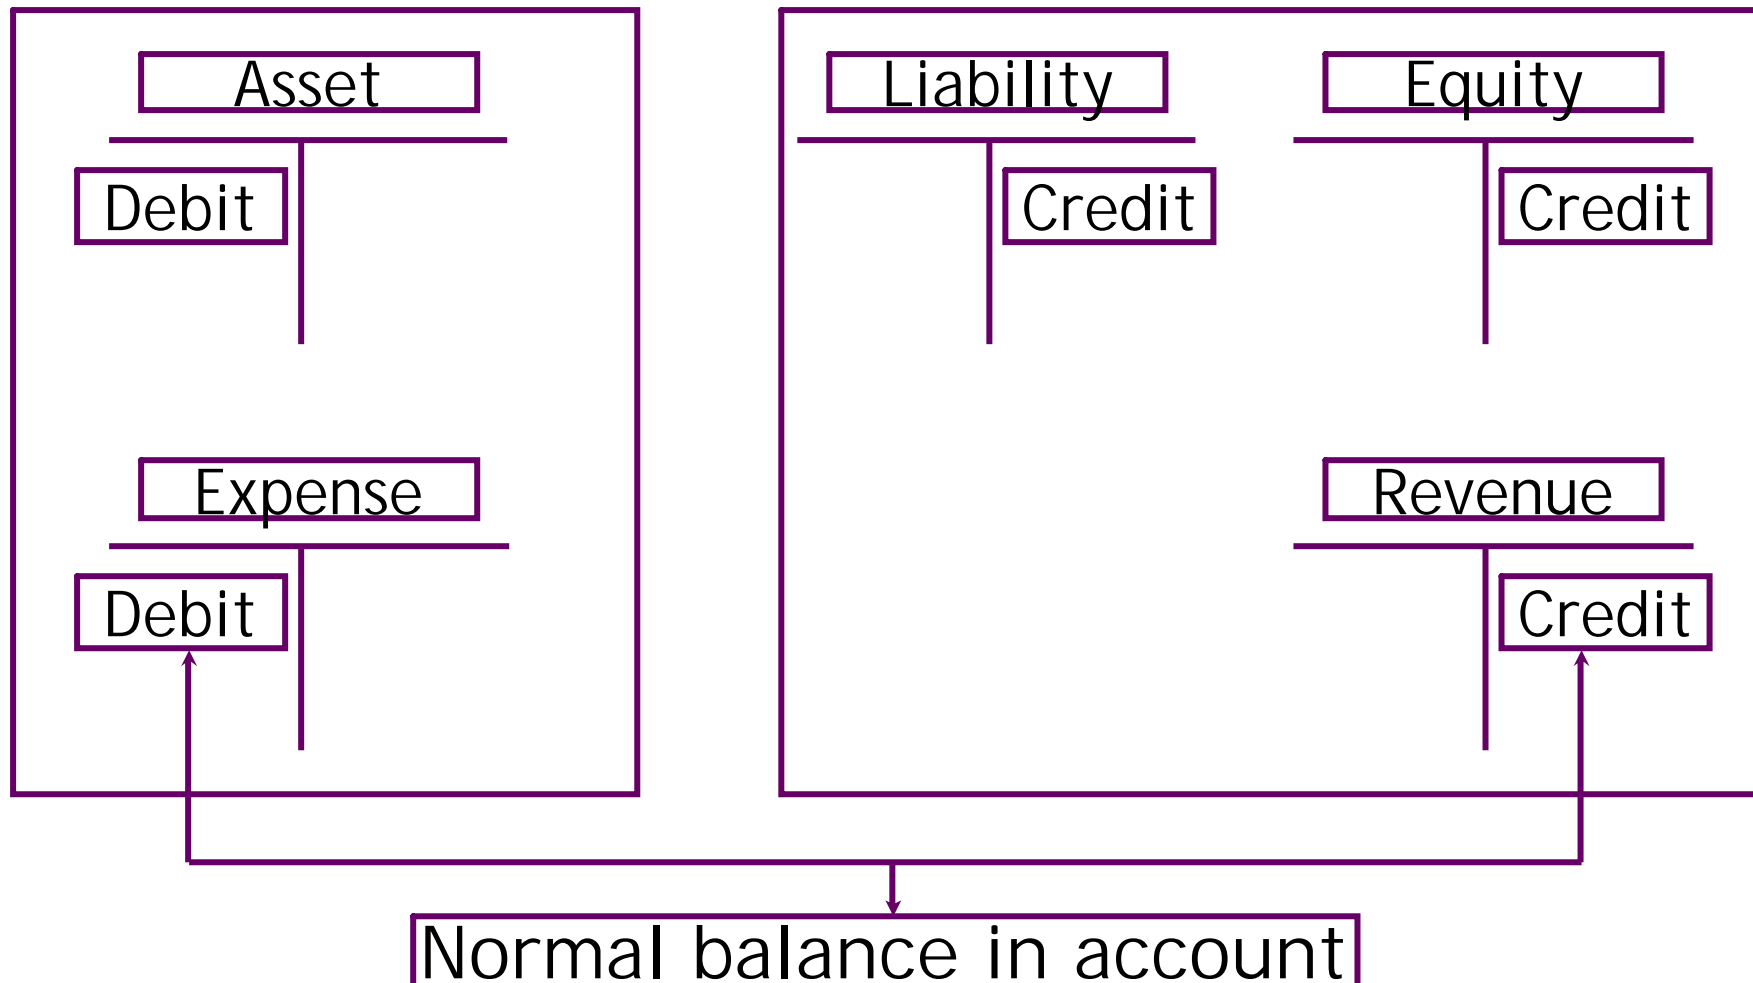 Asset
Liability
Equity
Debit
Credit
Credit
Expense
Revenue
Debit
Credit
Normal balance in account